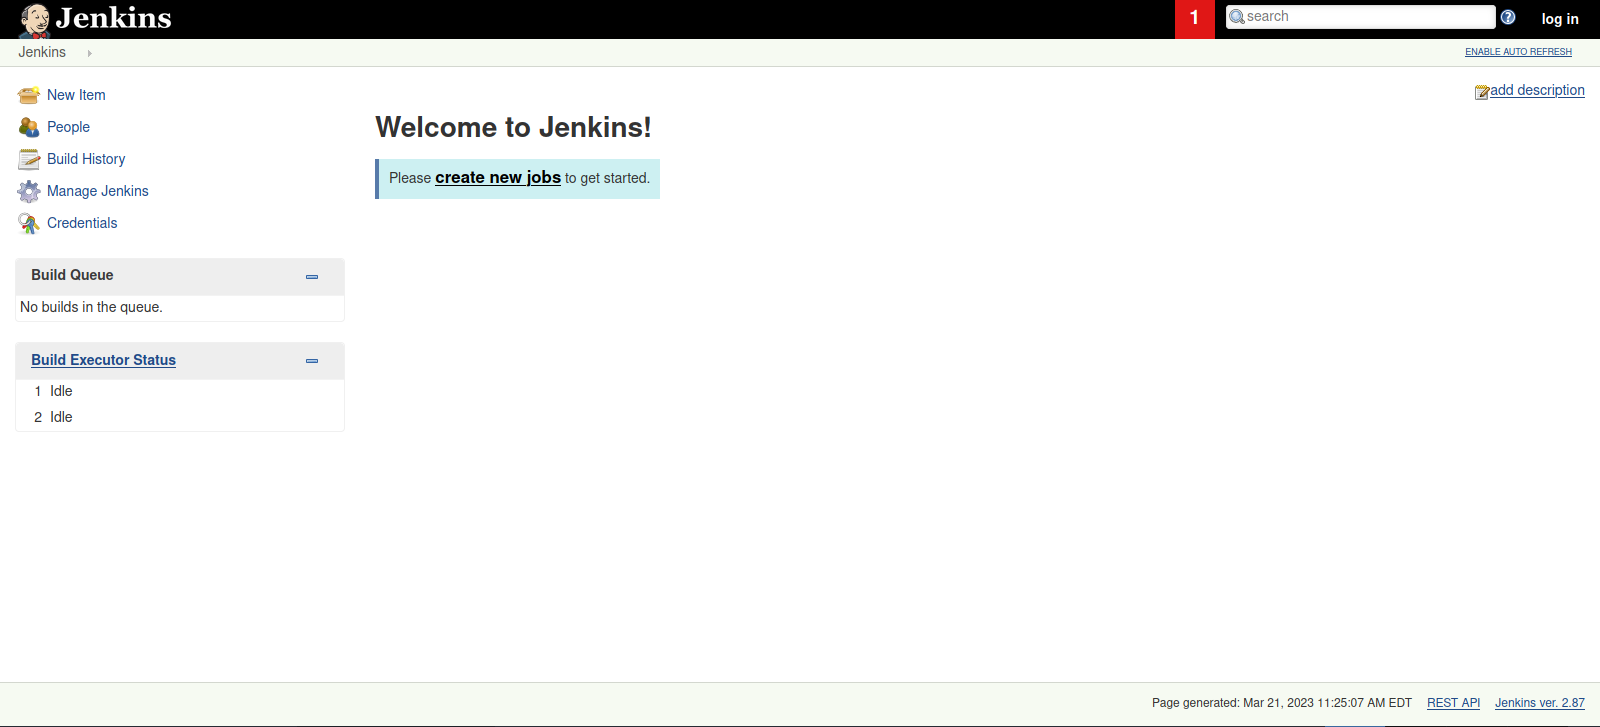 Jenkins
1
search
log in
Jenkins
ENABLE AUTO REFRESH
New Item
People
Build History
Manage Jenkins
Credentials
Build Queue
No builds in the queue.
Build Executor Status
1 Idle
2 Idle
add description
Welcome to Jenkins!
Please create new jobs to get started.
Page generated: Mar 21, 2023 11:25:07 AM EDT REST API Jenkins ver. 2.87